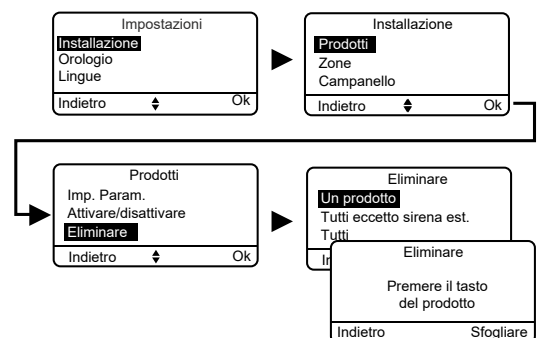 Impostazioni
Installazione
Orologio
Lingue
Indietro Ok
Installazione
Prodotti
Zone
Campanello
Indietro Ok
Prodotti
Imp. Param.
Attivare/disattivare
Eliminare
Indietro Ok
Eliminare
Un prodotto
Tutti eccetto sirena est.
Tutti
Eliminare
Premere il tasto
del prodotto
Indietro Sfogliare